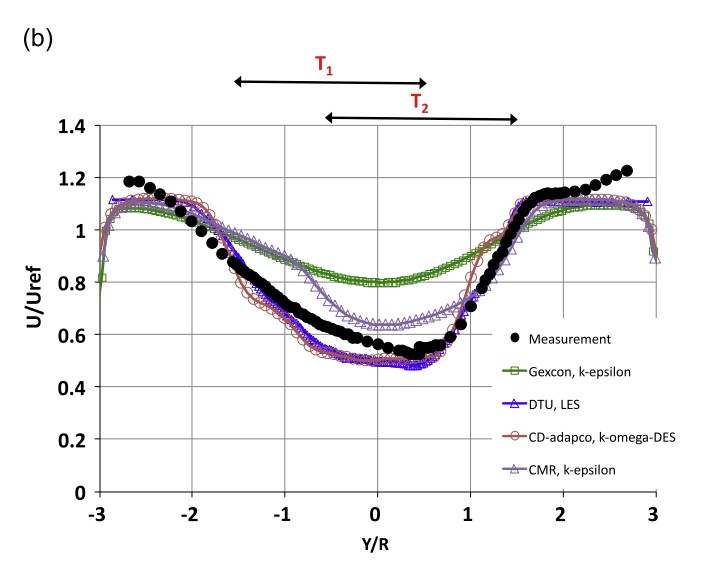 (b)
T1
T2
1.4
1.2
1
0.8
0.6
0.4
0.2
0
U/Uref
-3 -2 -1 0 1 2 3
Y/R
Measurement
Gexcon, k-epsilon
DTU, LES
CD-adapco, k-omega-DES
CMR, k-epsilon